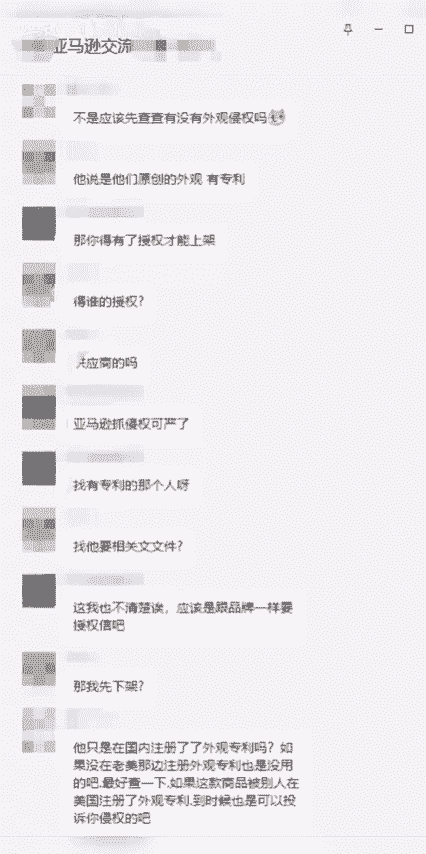 亚马逊交流
不是应该先查查有没有外观侵权吗
他说是他们原创的外观 有专利
那你得有了授权才能上架
得谁的授权?
应商的吗
亚马逊抓侵权可严了
找有专利的那个人呀
找他要相关文文件?
这我也不清楚诶，应该是跟品牌一样要
授权信吧
那我先下架?
他只是在国内注册了了外观专利吗？如
果没在老美那边注册外观专利也是没用
的吧.最好查一下.如果这款商品被别人在
美国注册了外观专利.到时候也是可以投
诉你侵权的吧